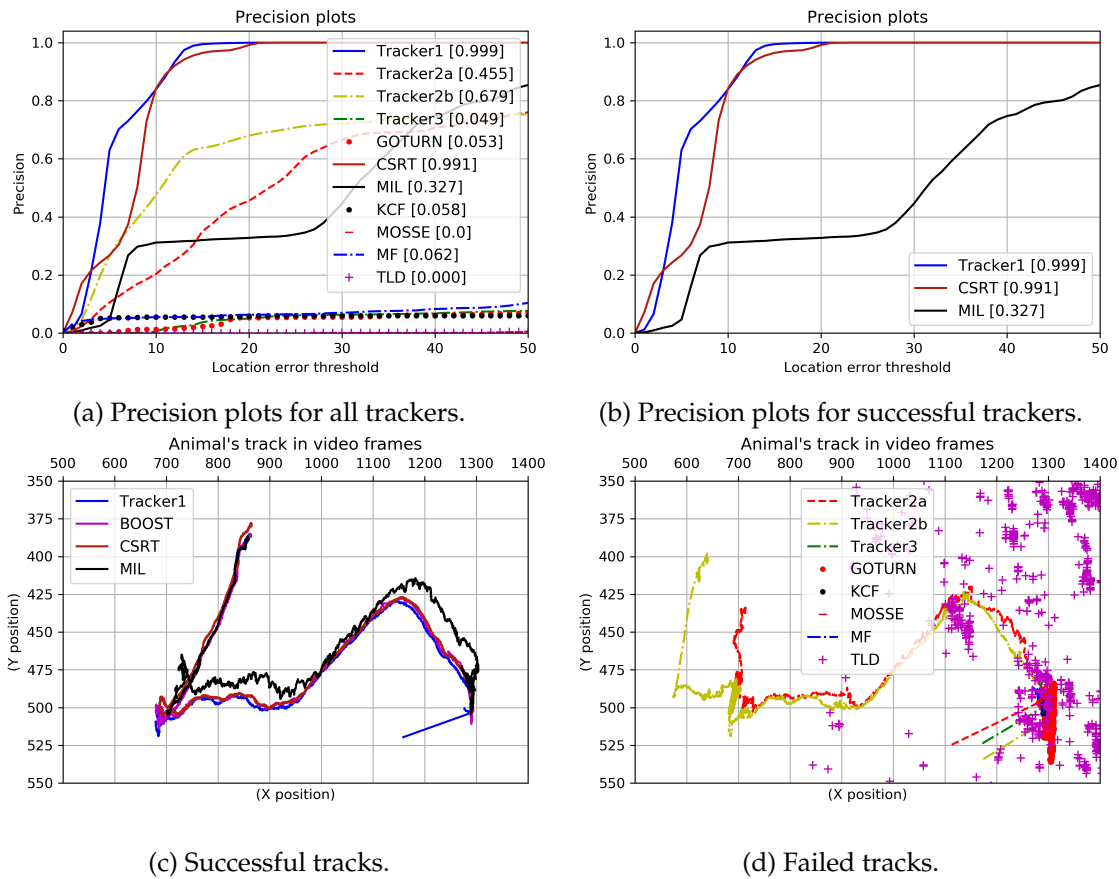 Precision plots
1.0
0.8
0.6
0.4
0.2
0.0
0 10 20 30 40 50
Precision
Location error threshold
Tracker1 [0.999]
Tracker2a [0.455]
Tracker2b [0.679]
Tracker3 [0.049]
GOTURN [0.053]
CSRT [0.991]
MIL [0.327]
KCF [0.058]
MOSSE [0.0]
MF [0.062]
TLD [0.000]
(a) Precision plots for all trackers.
Precision plots
1.0
0.8
0.6
0.4
0.2
0.0
0 10 20 30 40 50
Precision
Location error threshold
Tracker1 [0.999]
CSRT [0.991]
MIL [0.327]
(b) Precision plots for successful trackers.
Animal's track in video frames
500 600 700 800 900 1000 1100 1200 1300 1400
350
375
400
425
450
475
500
525
550
(Y position)
(X position)
Tracker1
BOOST
CSRT
MIL
(c) Successful tracks.
Animal's track in video frames
500 600 700 800 900 1000 1100 1200 1300 1400
350
375
400
425
450
475
500
525
550
(Y position)
(X position)
Tracker2a
Tracker2b
Tracker3
GOTURN
KCF
MOSSE
MF
TLD
(d) Failed tracks.